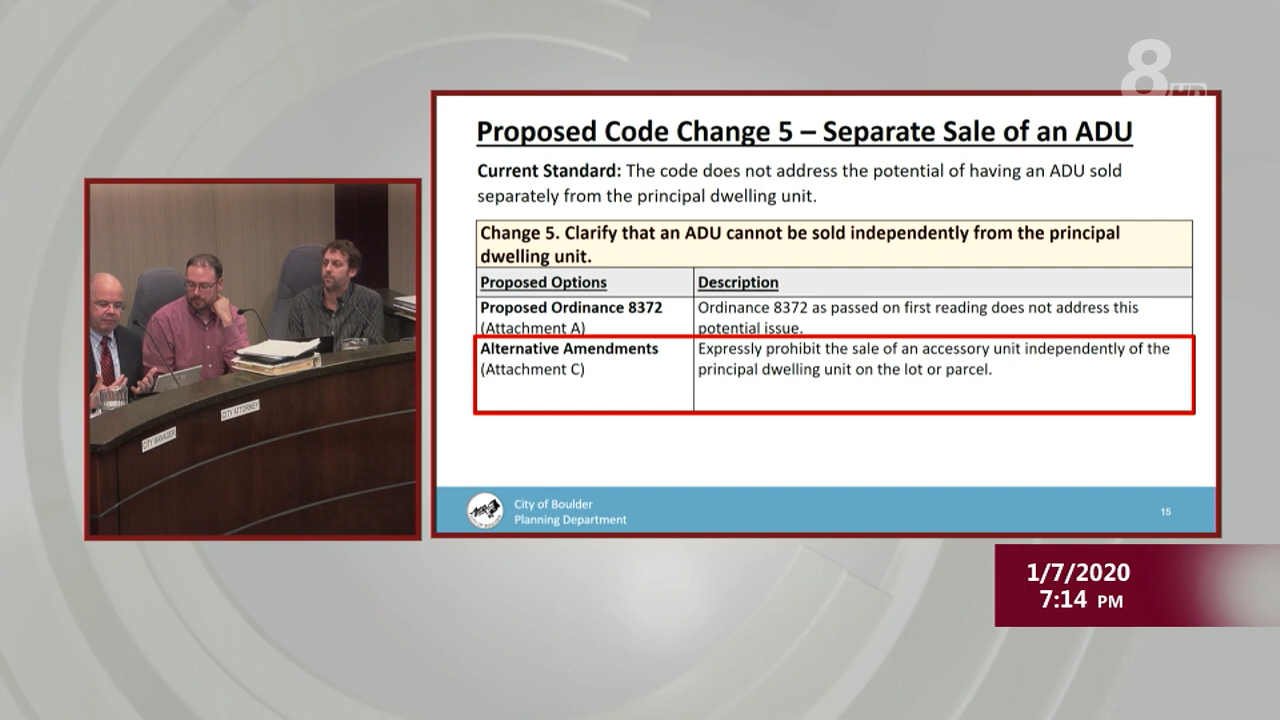 8
HD
Proposed Code Change 5 – Separate Sale of an ADU
Current Standard: The code does not address the potential of having an ADU sold
separately from the principal dwelling unit.
Change 5. Clarify that an ADU cannot be sold independently from the principal
dwelling unit.
Proposed Options
Description
Proposed Ordinance 8372
(Attachment A)
Ordinance 8372 as passed on first reading does not address this
potential issue.
Alternative Amendments
(Attachment C)
Expressly prohibit the sale of an accessory unit independently of the
principal dwelling unit on the lot or parcel.
CITY MANAGER
CITY ATTORNEY
City of Boulder
Planning Department
15
1/7/2020
7:14 PM